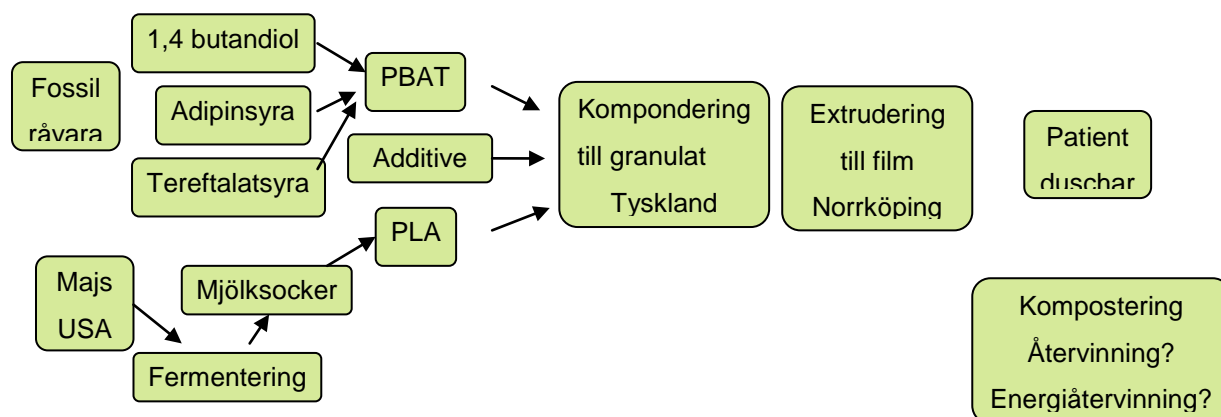 1,4 butandiol
Fossil
råvara
PBAT
Adipinsyra
Tereftalatsyra
Additive
Kompondering
till granulat
Tyskland
Extrudering
till film
Norrköping
Patient
duschar
PLA
Majs
USA
Mjölksocker
Fermentering
Kompostering
Återvinning?
Energiåtervinning?